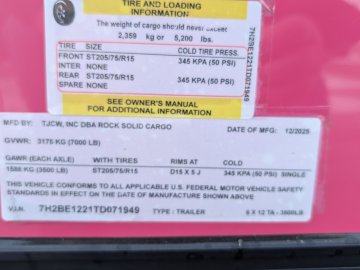 TIRE AND LOADING
INFORMATION
The weight of cargo should never exceed
2,359 kg or 5,200 lbs.
TIRE SIZE COLD TIRE PRESS.
FRONT ST205/75/R15 345 KPA (50 PSI)
INTER NONE
REAR ST205/75/R15 345 KPA (50 PSI)
SPARE NONE
7H2BE1221TD071949
SEE OWNER'S MANUAL
FOR ADDITIONAL INFORMATION
MFD BY: TJCW, INC DBA ROCK SOLID CARGO DATE OF MFG: 12/2025
GVWR: 3175 KG (7000 LB)
GAWR (EACH AXLE) TIRES RIMS AT COLD
1588 KG (3500 LB) ST205/75/R15 D15 X 5 J 345 KPA (50 PSI) SINGLE
THIS VEHICLE CONFORMS TO ALL APPLICABLE U.S. FEDERAL MOTOR VEHICLE SAFETY
STANDARDS IN EFFECT ON THE DATE OF MANUFACTURE SHOWN ABOVE
V.I.N. 7H2BE1221TD071949 TYPE : TRAILER 6 X 12 TA - 3500LB